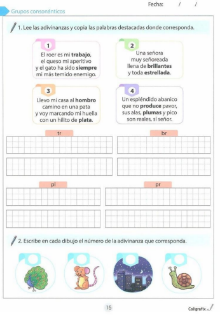 Fecha: / /
Grupos consonánticos
1. Lee las adivinanzas y copia las palabras destacadas donde corresponda.
1
El roer es mi trabajo,
el queso mi aperitivo
y el gato ha sido siempre
mi más temido enemigo.
2
Una señora
muy señoreada
llena de brillantes
y toda estrellada.
3
Llevo mi casa al hombro
camino en una pata
y voy marcando mi huella
con un hilito de plata.
4
Un espléndido abanico
que no produce pavor,
sus alas, plumas y pico
son reales, sí señor.
tr
br
pl
pr
2. Escribe en cada dibujo el número de la adivinanza que corresponda.
15